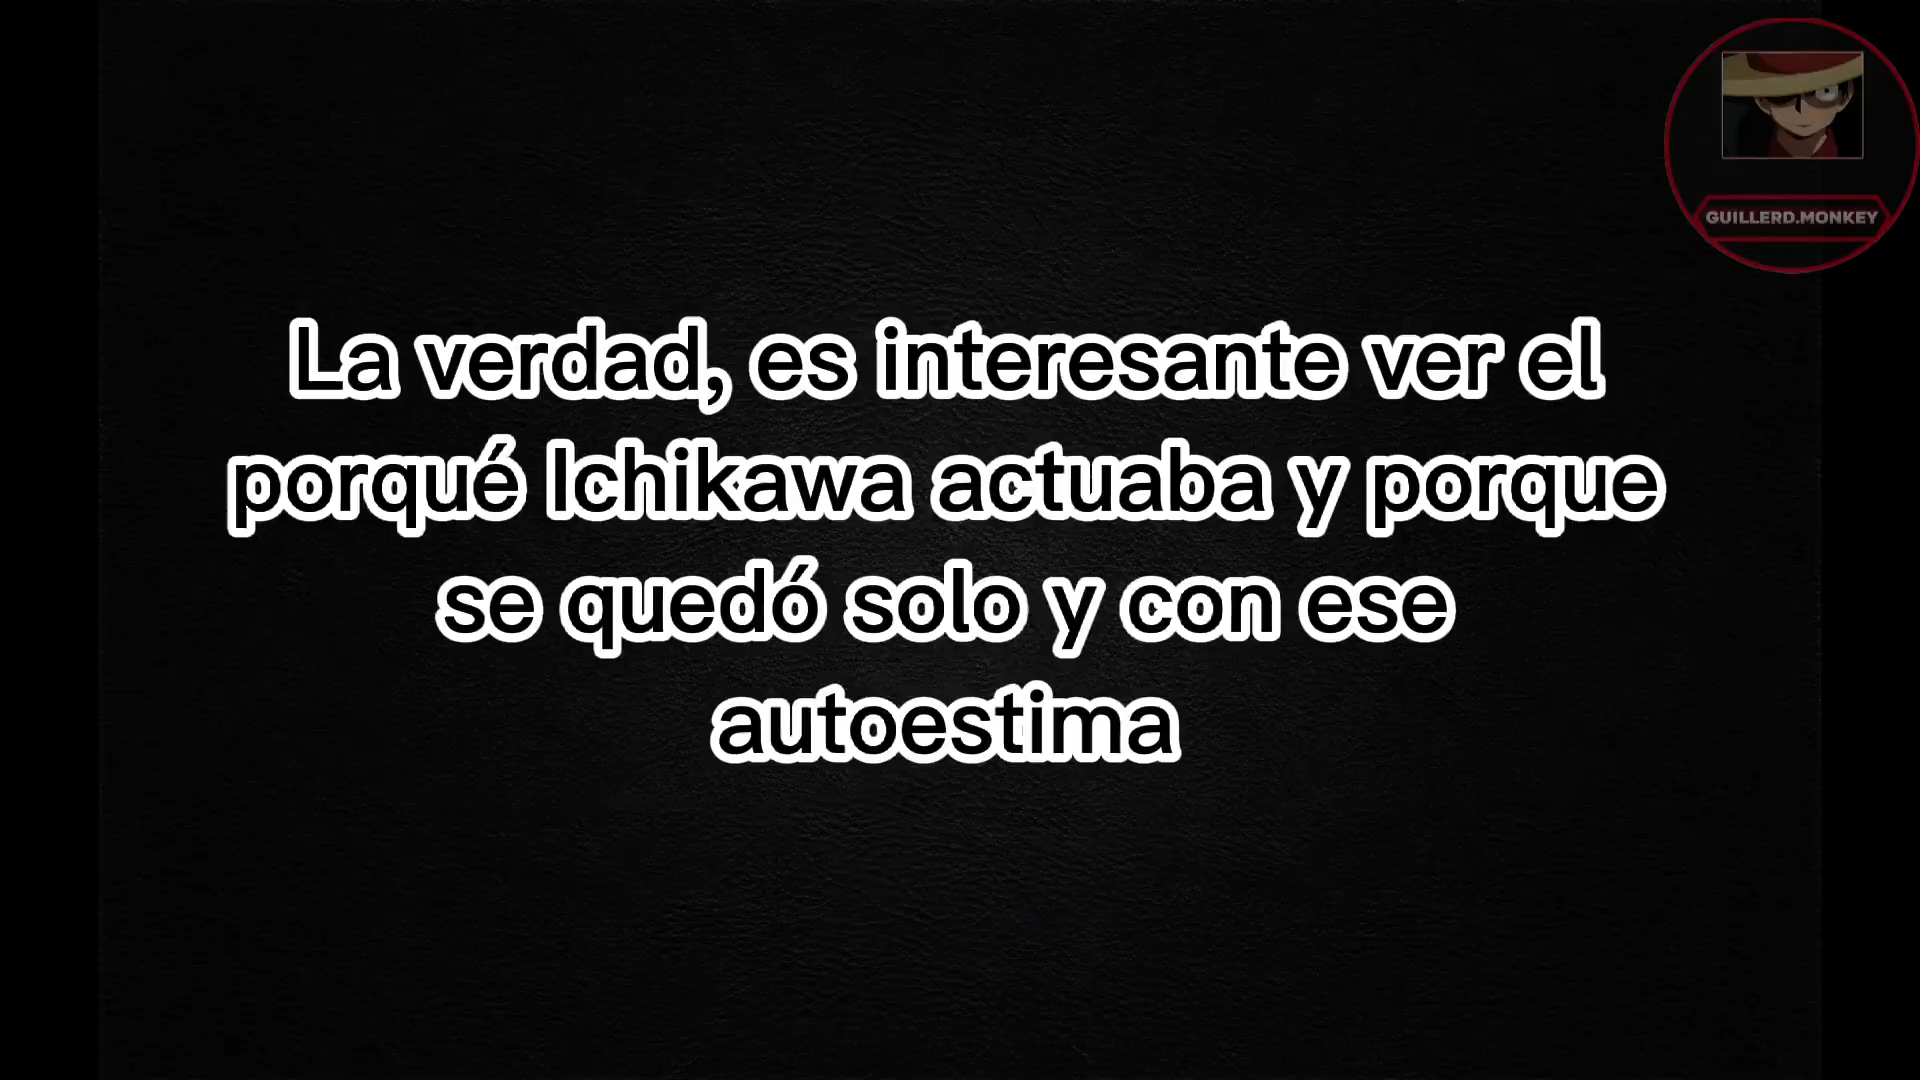 GUILLERD.MONKEY
La verdad, es interesante ver el
porqué Ichikawa actuaba y porque
se quedó solo y con ese
autoestima